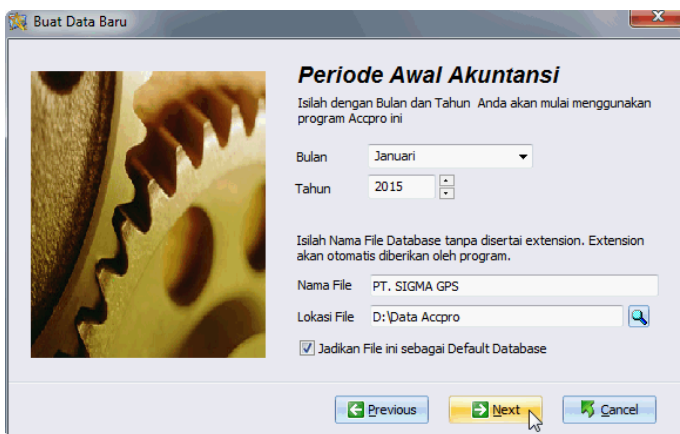 Buat Data Baru
Periode Awal Akuntansi
Isilah dengan Bulan dan Tahun Anda akan mulai menggunakan
program Accpro ini
Bulan Januari
Tahun 2015
Isilah Nama File Database tanpa disertai extension. Extension
akan otomatis diberikan oleh program.
Nama File PT. SIGMA GPS
Lokasi File D:\Data Accpro
Jadikan File ini sebagai Default Database
Previous Next Cancel